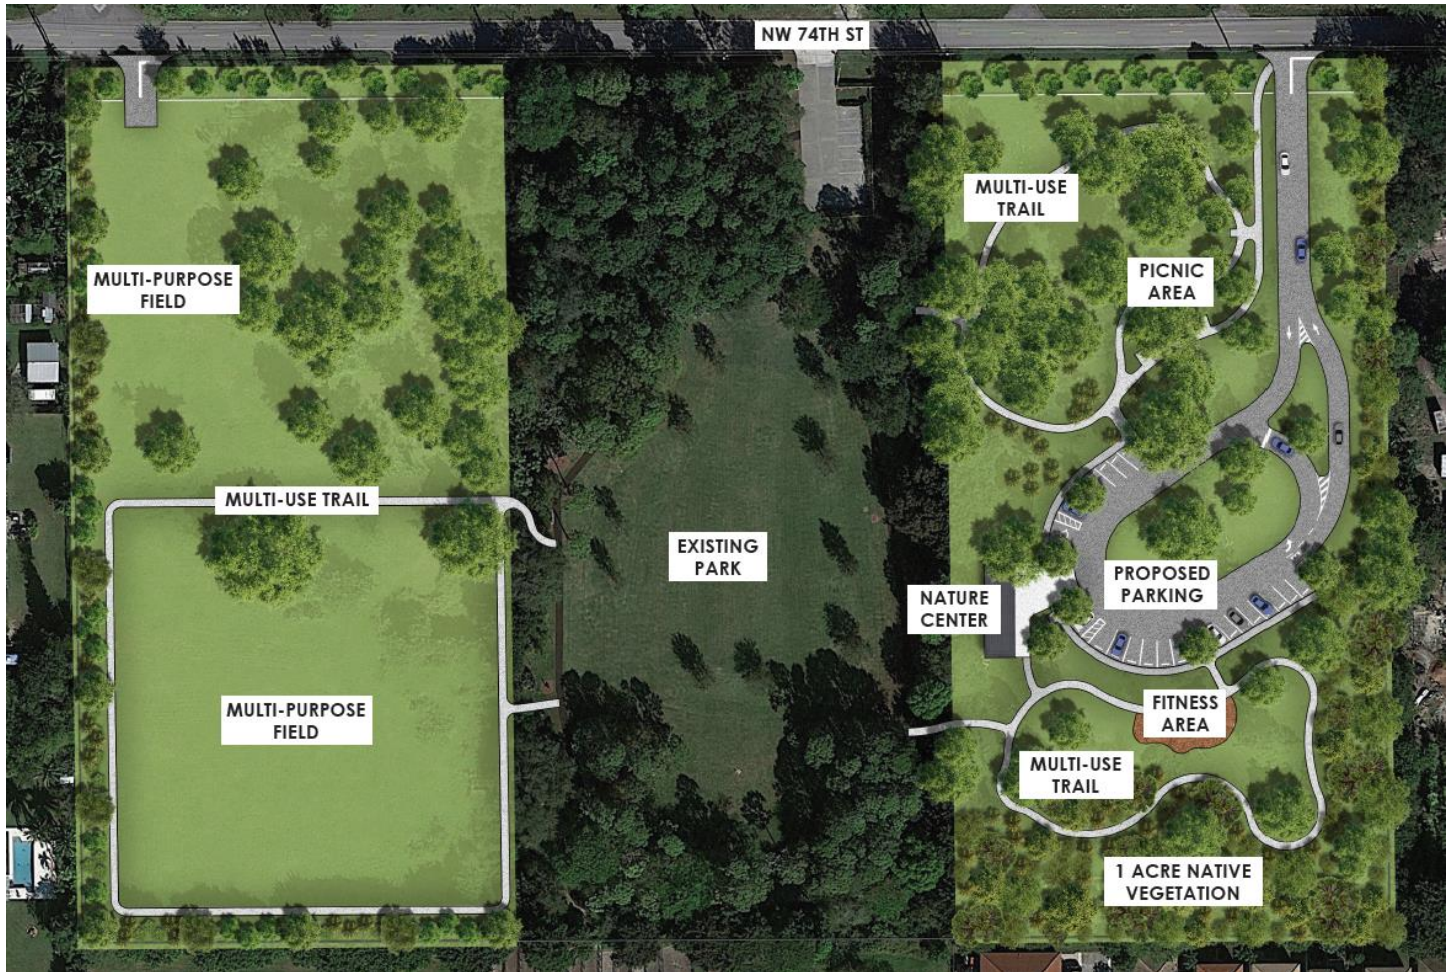 NW 74TH ST
MULTI-USE
TRAIL
PICNIC
AREA
MULTI-PURPOSE
FIELD
MULTI-USE TRAIL
EXISTING
PARK
PROPOSED
PARKING
NATURE
CENTER
MULTI-PURPOSE
FIELD
FITNESS
AREA
MULTI-USE
TRAIL
1 ACRE NATIVE
VEGETATION